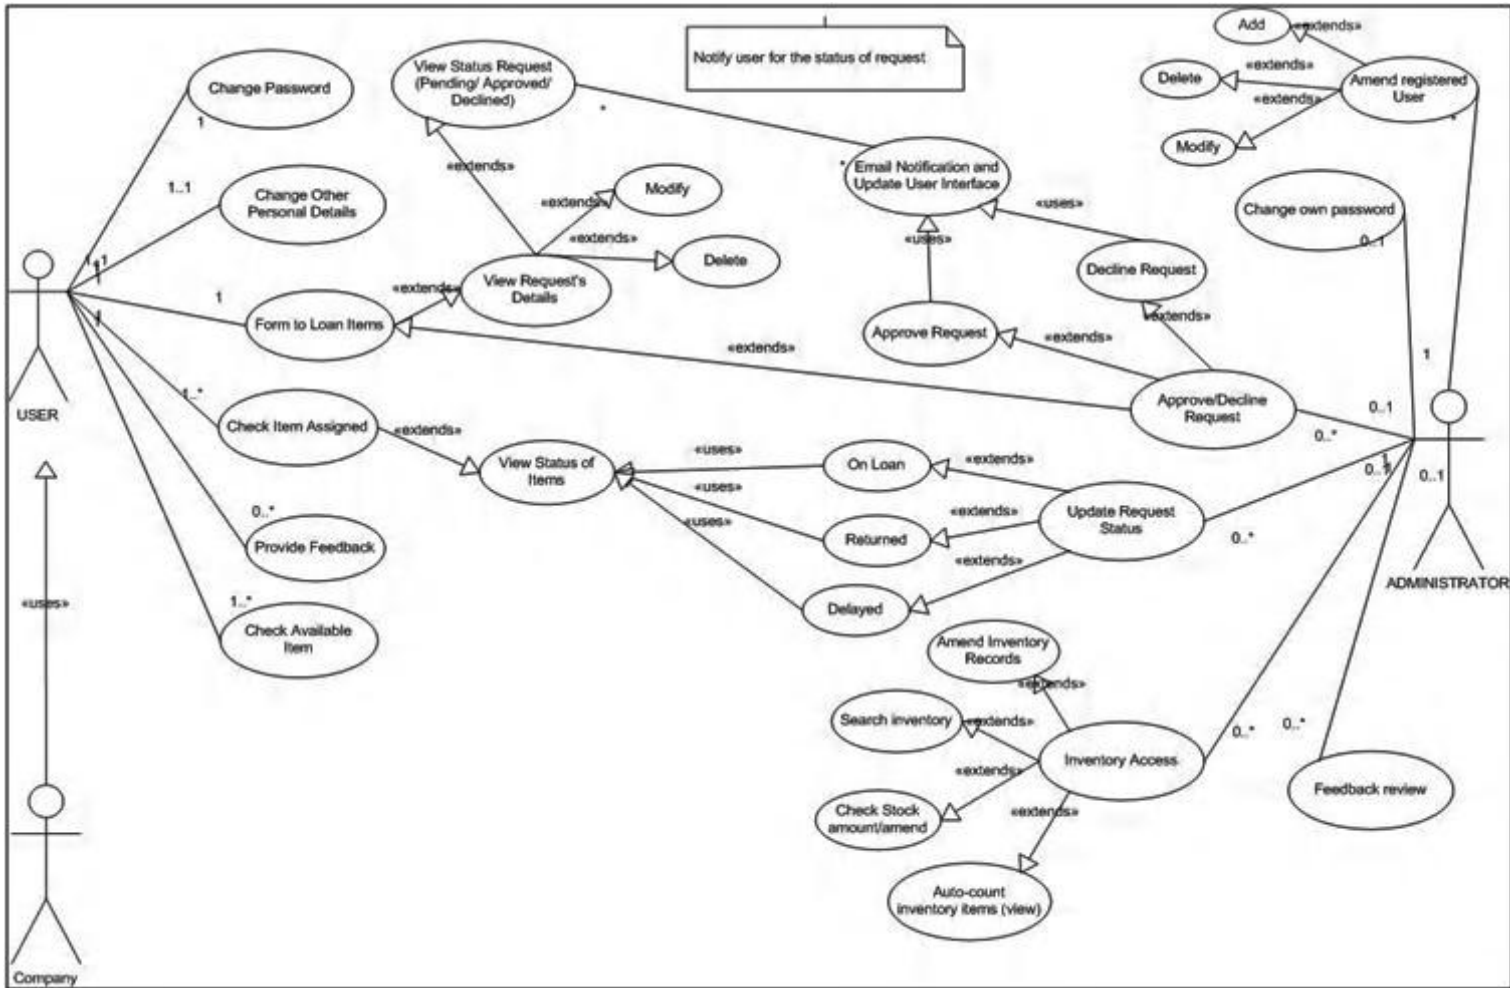 Add
«extends»
View Status Request
(Pending/ Approved/
Declined)
Notify user for the status of request
Change Password
Delete
«extends»
Amend registered
User
«extends»
*
*
1
Modify
«extends»
*
Email Notification and
Update User Interface
1..1
Change Other
Personal Details
Modify
«extends»
«uses»
Change own password
0..1
«extends»
«uses»
Delete
Decline Request
View Request's
Details
«extends»
1
Form to Loan Items
Approve Request
«extends»
«extends»
«extends»
1
USER
1..*
Check Item Assigned
«extends»
Approve/Decline
Request
0..1
0..*
View Status of
Items
«uses»
On Loan
«extends»
0..1
«uses»
«uses»
Returned
«extends»
Update Request
Status
0..*
0..*
Provide Feedback
«extends»
ADMINISTRATOR
«uses»
1..*
Check Available
Item
Delayed
Amend Inventory
Records
«extends»
Search inventory
«extends»
0..*
0..*
Inventory Access
«extends»
Feedback review
Check Stock
amount/amend
«extends»
Auto-count
inventory items (view)
Company